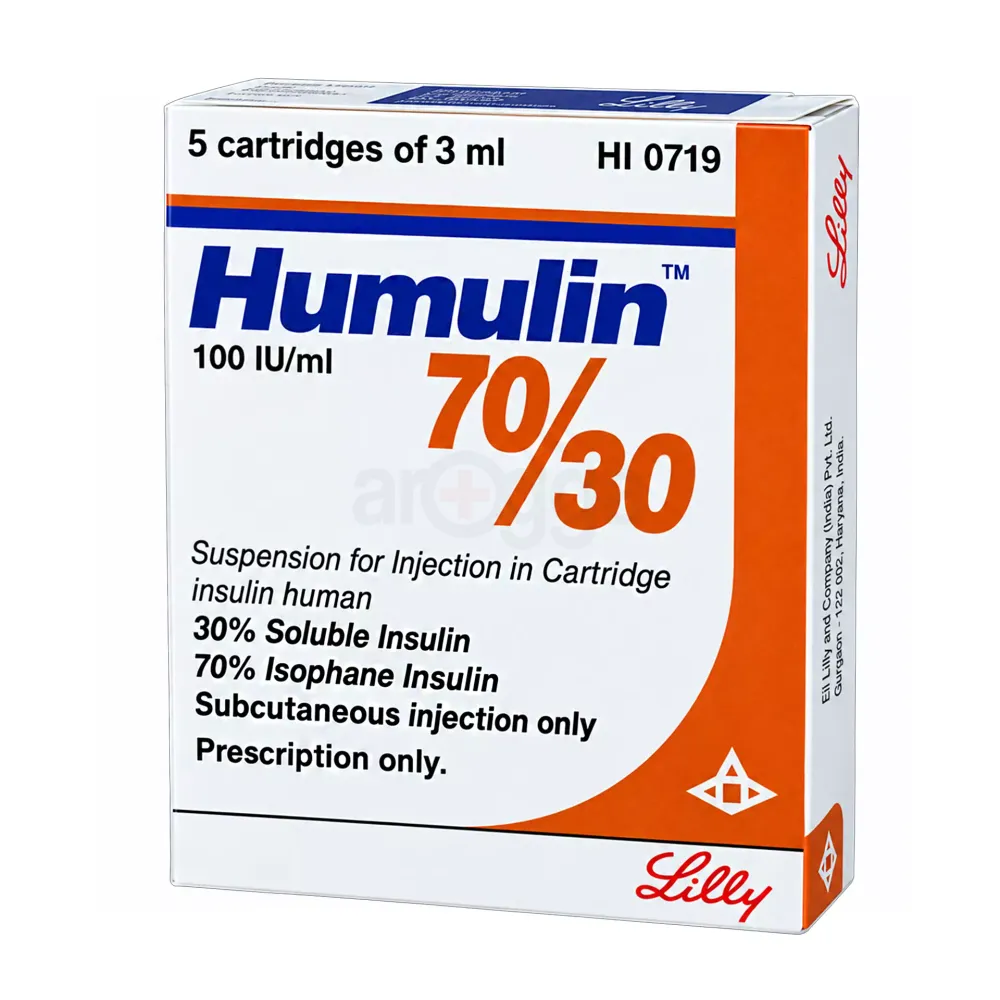 Lilly
5 cartridges of 3 ml HI 0719
Humulin™
100 IU/ml
70/30
arogga
Suspension for Injection in Cartridge
insulin human
30% Soluble Insulin
70% Isophane Insulin
Subcutaneous injection only
Prescription only.
Lilly
Lilly
Eil Lilly and Company (India) Pvt. Ltd.
Gurgaon - 122 002, Haryana, India.